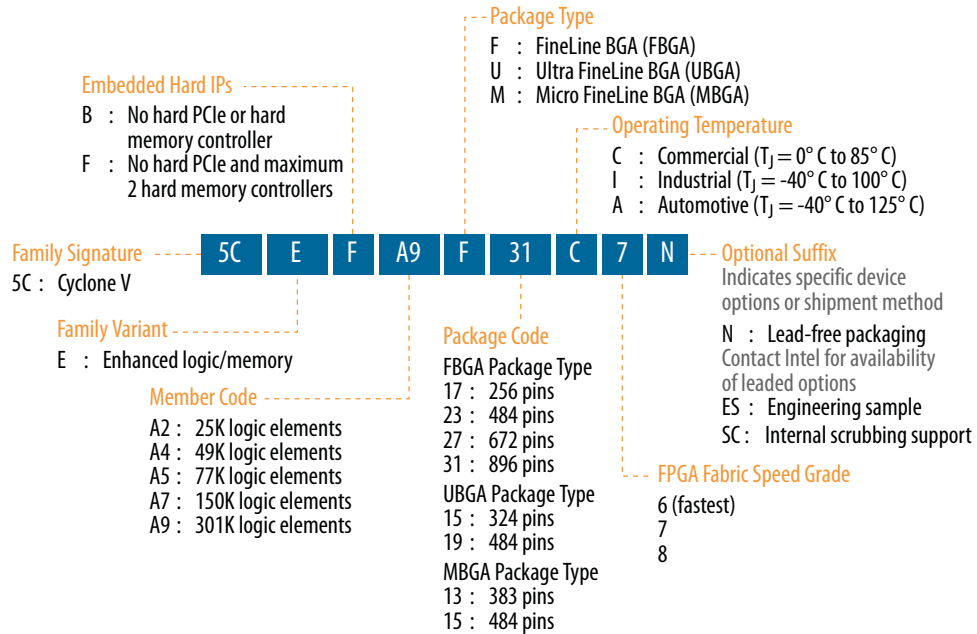 Package Type
F : FineLine BGA (FBGA)
U : Ultra FineLine BGA (UBGA)
M : Micro FineLine BGA (MBGA)
Embedded Hard IPs
B : No hard PCIe or hard
memory controller
F : No hard PCIe and maximum
2 hard memory controllers
Operating Temperature
C : Commercial (TJ = 0° C to 85° C)
I : Industrial (TJ = -40° C to 100° C)
A : Automotive (TJ = -40° C to 125° C)
Family Signature
5C : Cyclone V
5C E F A9 F 31 C 7 N
Optional Suffix
Indicates specific device
options or shipment method
N : Lead-free packaging
Contact Intel for availability
of leaded options
ES : Engineering sample
SC : Internal scrubbing support
Family Variant
E : Enhanced logic/memory
Member Code
A2 : 25K logic elements
A4 : 49K logic elements
A5 : 77K logic elements
A7 : 150K logic elements
A9 : 301K logic elements
Package Code
FBGA Package Type
17 : 256 pins
23 : 484 pins
27 : 672 pins
31 : 896 pins
UBGA Package Type
15 : 324 pins
19 : 484 pins
MBGA Package Type
13 : 383 pins
15 : 484 pins
FPGA Fabric Speed Grade
6 (fastest)
7
8